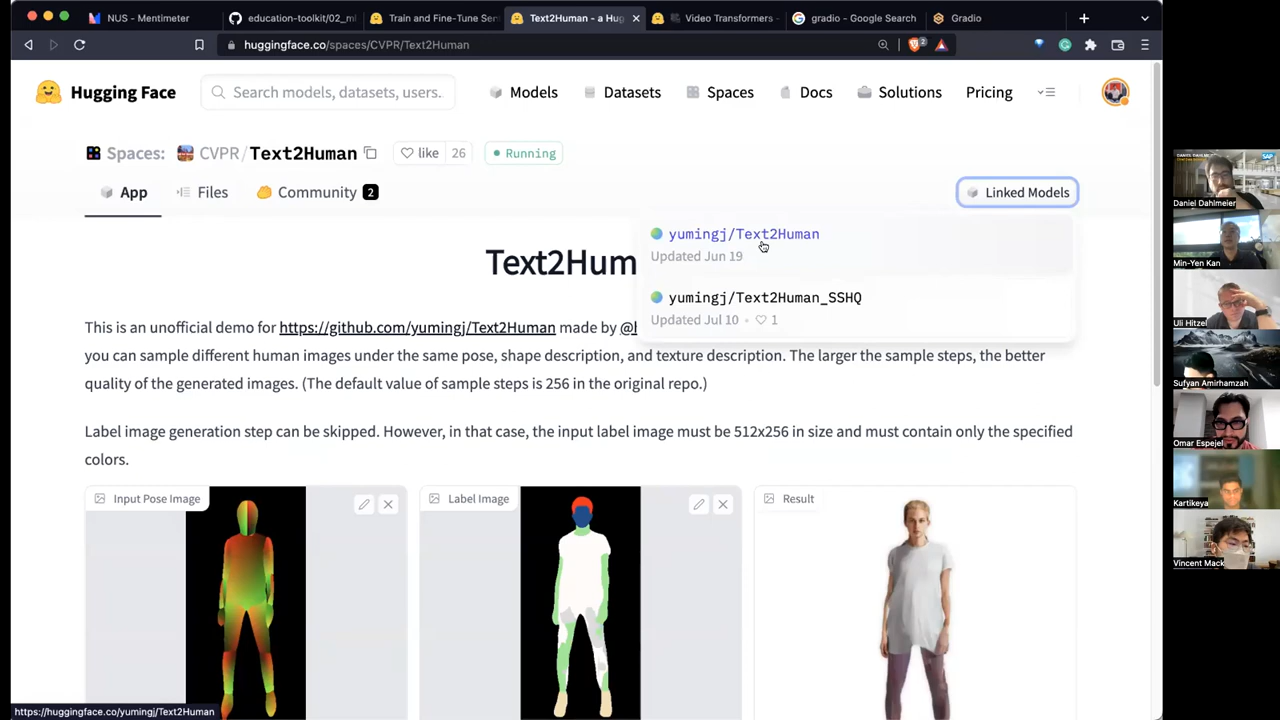 NUS - Mentimeter
education-toolkit/02_ml
Train and Fine-Tune Sen
Text2Human - a Hug
Video Transformers -
gradio - Google Search
Gradio
huggingface.co/spaces/CVPR/Text2Human
2
Hugging Face
Search models, datasets, users..
Models
Datasets
Spaces
Docs
Solutions
Pricing
Spaces:
CVPR/Text2Human
like 26
Running
App
Files
Community 2
Linked Models
yumingj/Text2Human
Updated Jun 19
yumingj/Text2Human_SSHQ
Updated Jul 10 • 1
Text2Hum
This is an unofficial demo for https://github.com/yumingj/Text2Human made by @h
you can sample different human images under the same pose, shape description, and texture description. The larger the sample steps, the better
quality of the generated images. (The default value of sample steps is 256 in the original repo.)
Label image generation step can be skipped. However, in that case, the input label image must be 512x256 in size and must contain only the specified
colors.
Input Pose Image
Label Image
Result
https://huggingface.co/yumingj/Text2Human
SAP
Daniel Dahlmeier
Min-Yen Kan
Uli Hitzel
Sufyan Amirhamzah
Omar Espejel
Kartikeya
Vincent Mack